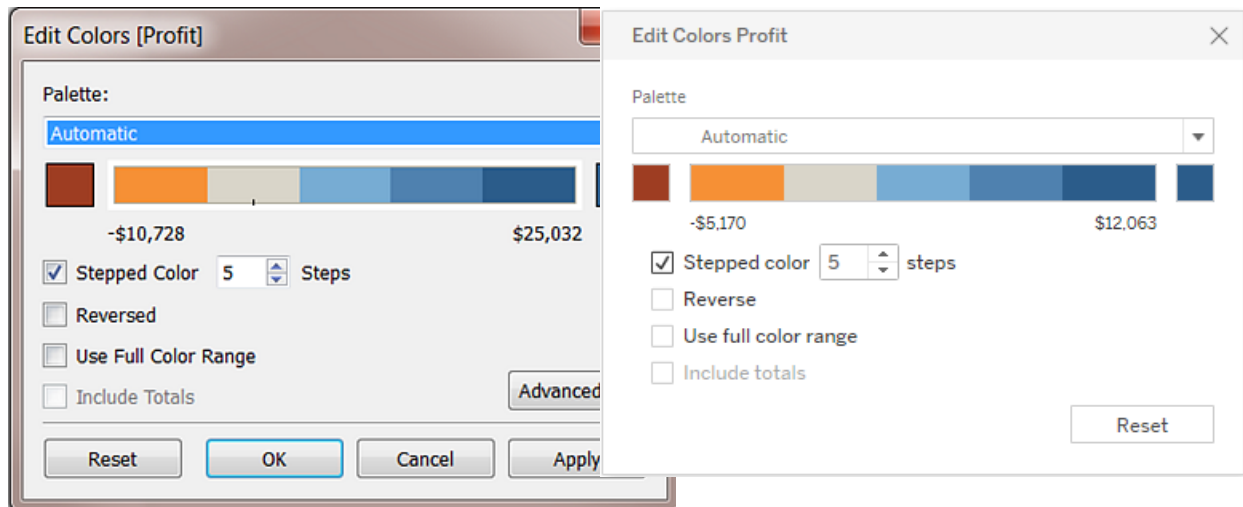 Edit Colors [Profit]
Palette:
Automatic
-$10,728 $25,032
Stepped Color 5 Steps
Reversed
Use Full Color Range
Include Totals
Advanced
Reset OK Cancel Apply
Edit Colors Profit
Palette
Automatic
-$5,170 $12,063
Stepped color 5 steps
Reverse
Use full color range
Include totals
Reset